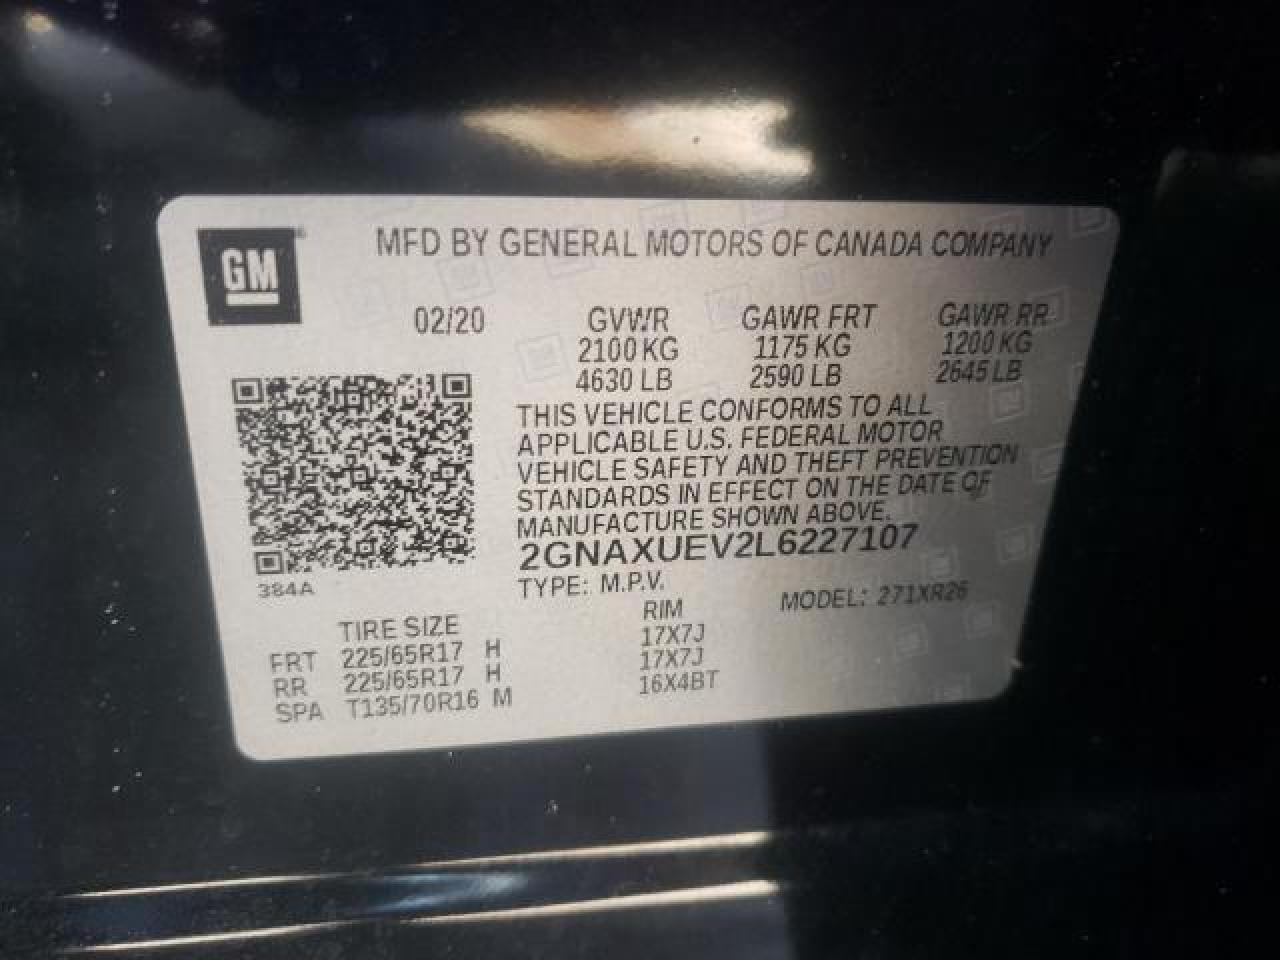 GM
MFD BY GENERAL MOTORS OF CANADA COMPANY
02/20 GVWR GAWR FRT GAWR RR
2100 KG 1175 KG 1200 KG
4630 LB 2590 LB 2645 LB
THIS VEHICLE CONFORMS TO ALL
APPLICABLE U.S. FEDERAL MOTOR
VEHICLE SAFETY AND THEFT PREVENTION
STANDARDS IN EFFECT ON THE DATE OF
MANUFACTURE SHOWN ABOVE.
2GNAXUEV2L6227107
384A
TYPE: M.P.V. MODEL: 271XR26
TIRE SIZE RIM
FRT 225/65R17 H 17X7J
RR 225/65R17 H 17X7J
SPA T135/70R16 M 16X4BT